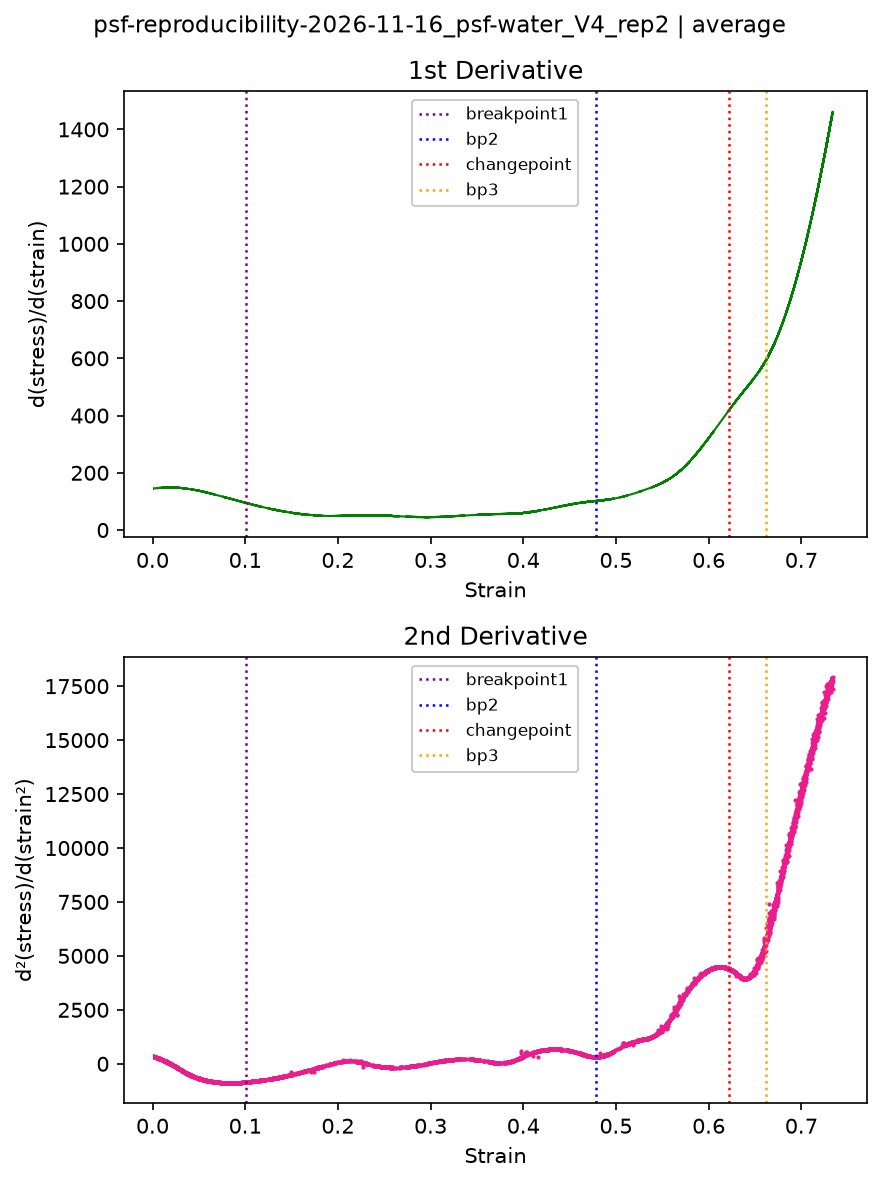 psf-reproducibility-2026-11-16_psf-water_V4_rep2 | average
1st Derivative
breakpoint1
bp2
changepoint
bp3
d(stress)/d(strain)
1400
1200
1000
800
600
400
200
0
0.0 0.1 0.2 0.3 0.4 0.5 0.6 0.7
Strain
2nd Derivative
breakpoint1
bp2
changepoint
bp3
d²(stress)/d(strain²)
17500
15000
12500
10000
7500
5000
2500
0
0.0 0.1 0.2 0.3 0.4 0.5 0.6 0.7
Strain